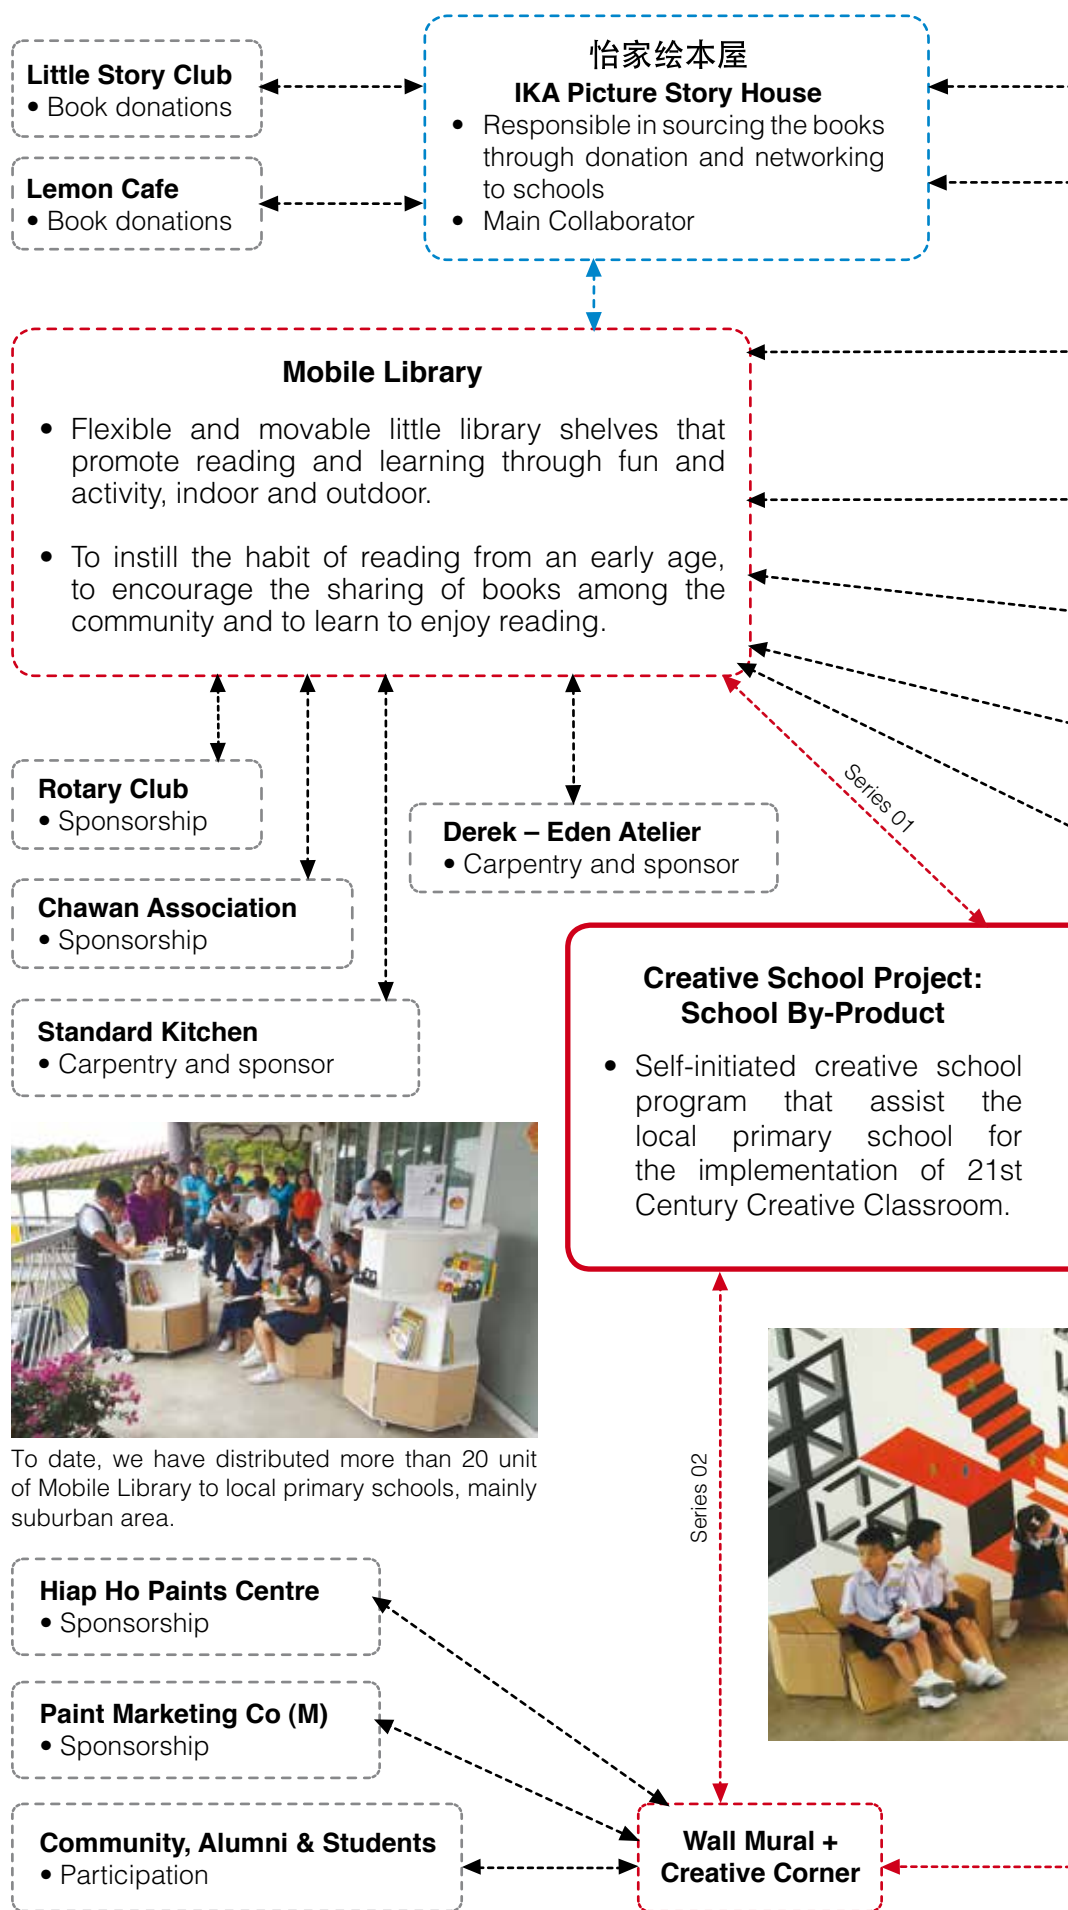 Little Story Club
• Book donations
Lemon Cafe
• Book donations
怡家绘本屋
IKA Picture Story House
• Responsible in sourcing the books
through donation and networking
to schools
• Main Collaborator
Mobile Library
• Flexible and movable little library shelves that
promote reading and learning through fun and
activity, indoor and outdoor.
• To instill the habit of reading from an early age,
to encourage the sharing of books among the
community and to learn to enjoy reading.
Rotary Club
• Sponsorship
Chawan Association
• Sponsorship
Standard Kitchen
• Carpentry and sponsor
Derek – Eden Atelier
• Carpentry and sponsor
Series 01
Creative School Project:
School By-Product
• Self-initiated creative school
program that assist the
local primary school for
the implementation of 21st
Century Creative Classroom.
To date, we have distributed more than 20 unit
of Mobile Library to local primary schools, mainly
suburban area.
Series 02
Hiap Ho Paints Centre
• Sponsorship
Paint Marketing Co (M)
• Sponsorship
Community, Alumni & Students
• Participation
Wall Mural +
Creative Corner